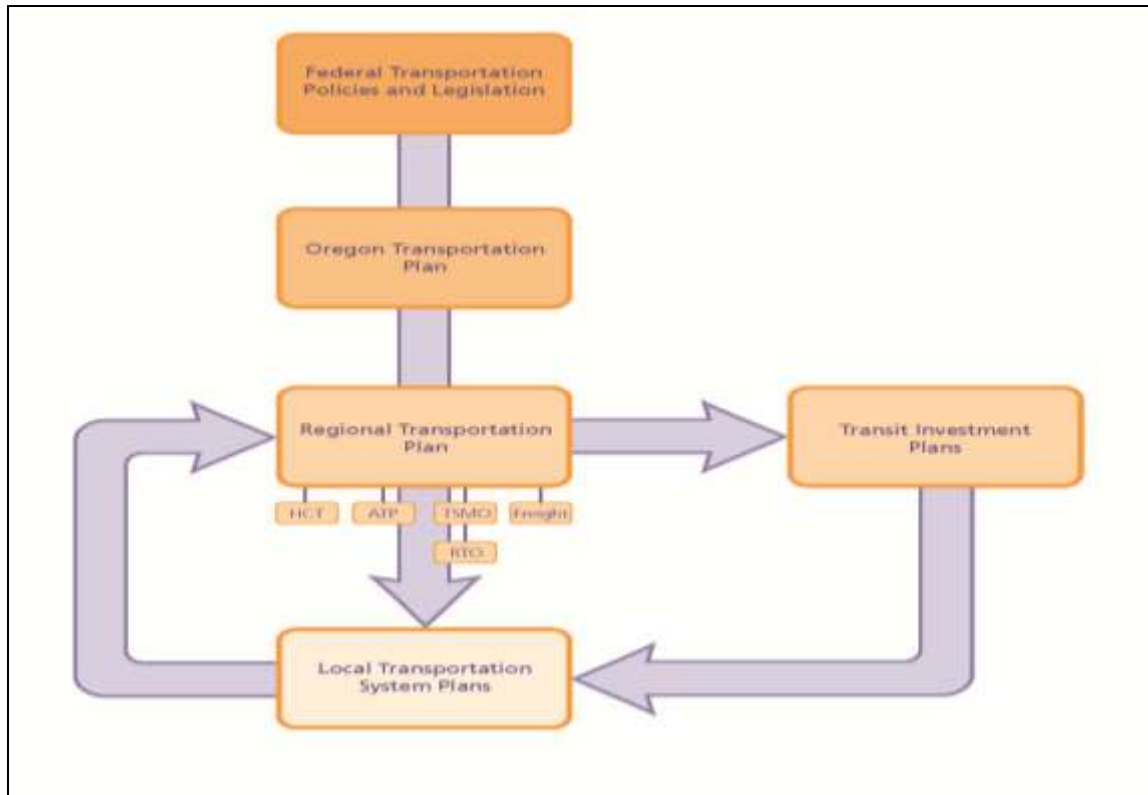 Federal Transportation
Policies and Legislation
Oregon Transportation
Plan
Regional Transportation
Plan
Transit Investment
Plans
HCT
ATP
TSMO
Freight
RTO
Local Transportation
System Plans